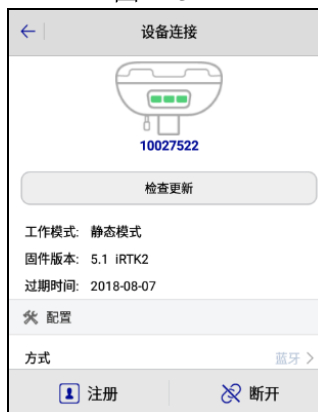 设备连接
10027522
检查更新
工作模式: 静态模式
固件版本: 5.1 iRTK2
过期时间: 2018-08-07
配置
方式 蓝牙
注册 断开